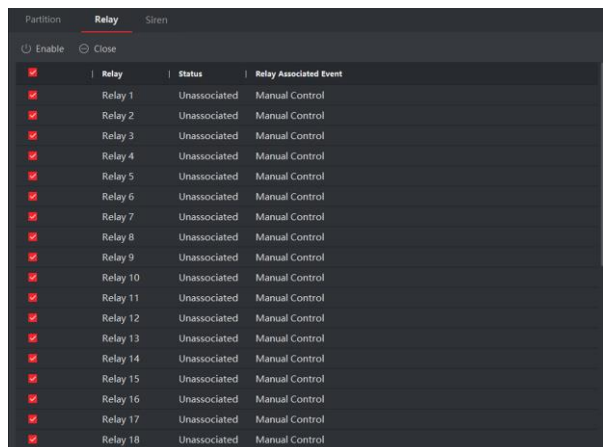 Partition Relay Siren
Enable Close
Relay Status Relay Associated Event
Relay 1 Unassociated Manual Control
Relay 2 Unassociated Manual Control
Relay 3 Unassociated Manual Control
Relay 4 Unassociated Manual Control
Relay 5 Unassociated Manual Control
Relay 6 Unassociated Manual Control
Relay 7 Unassociated Manual Control
Relay 8 Unassociated Manual Control
Relay 9 Unassociated Manual Control
Relay 10 Unassociated Manual Control
Relay 11 Unassociated Manual Control
Relay 12 Unassociated Manual Control
Relay 13 Unassociated Manual Control
Relay 14 Unassociated Manual Control
Relay 15 Unassociated Manual Control
Relay 16 Unassociated Manual Control
Relay 17 Unassociated Manual Control
Relay 18 Unassociated Manual Control